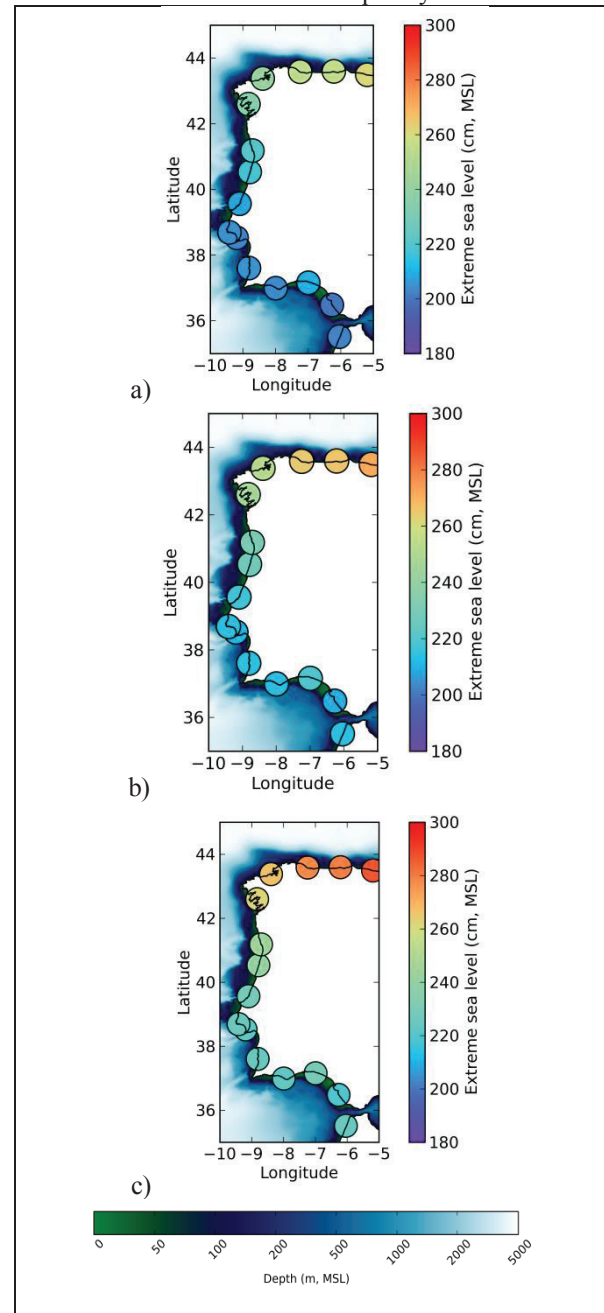 44
42
40
38
36
Latitude
−10 −9 −8 −7 −6 −5
Longitude
300
280
260
240
220
200
180
Extreme sea level (cm, MSL)
a)
44
42
40
38
36
Latitude
−10 −9 −8 −7 −6 −5
Longitude
300
280
260
240
220
200
180
Extreme sea level (cm, MSL)
b)
44
42
40
38
36
Latitude
−10 −9 −8 −7 −6 −5
Longitude
300
280
260
240
220
200
180
Extreme sea level (cm, MSL)
c)
0 50 100 200 500 1000 2000 5000
Depth (m, MSL)